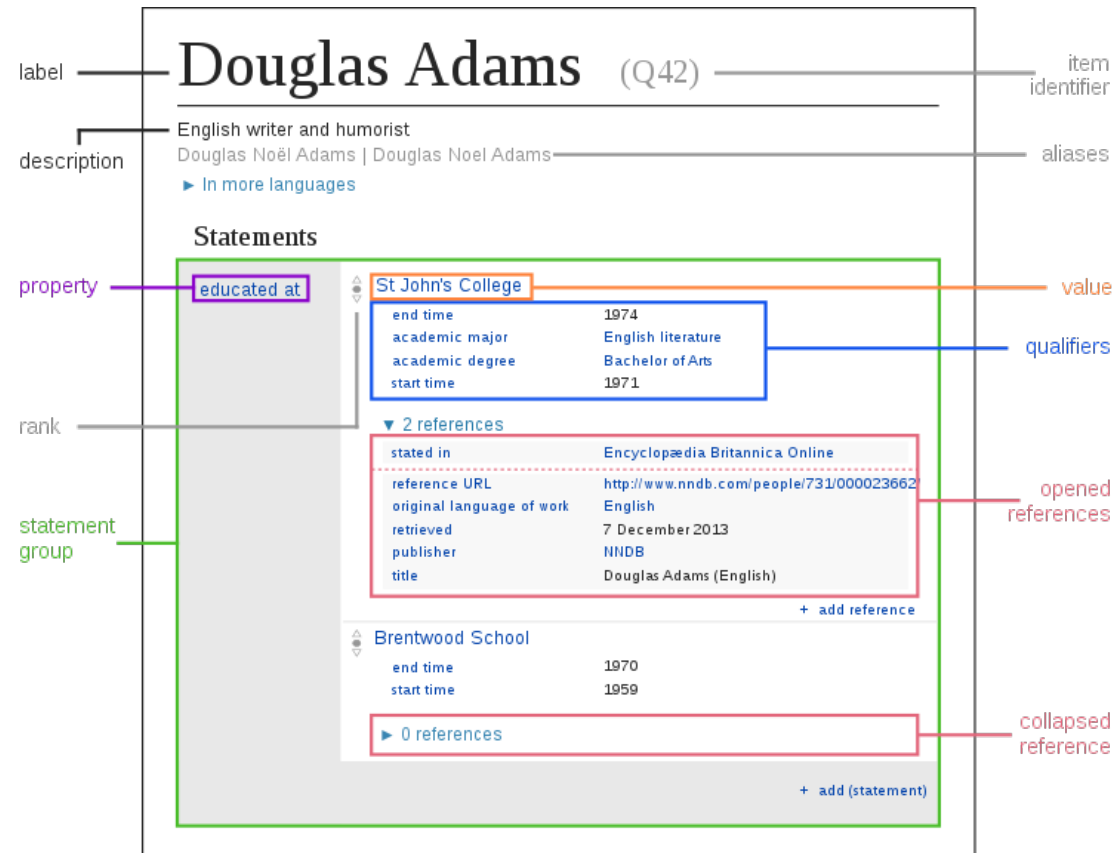 label
Douglas Adams (Q42)
item
identifier
description
English writer and humorist
Douglas Noël Adams | Douglas Noel Adams
aliases
► In more languages
Statements
property
educated at
St John's College
value
end time 1974
academic major English literature
academic degree Bachelor of Arts
start time 1971
qualifiers
rank
▼ 2 references
stated in Encyclopædia Britannica Online
reference URL http://www.nndb.com/people/731/000023662/
original language of work English
retrieved 7 December 2013
publisher NNDB
title Douglas Adams (English)
opened
references
statement
group
+ add reference
Brentwood School
end time 1970
start time 1959
► 0 references
collapsed
reference
+ add (statement)